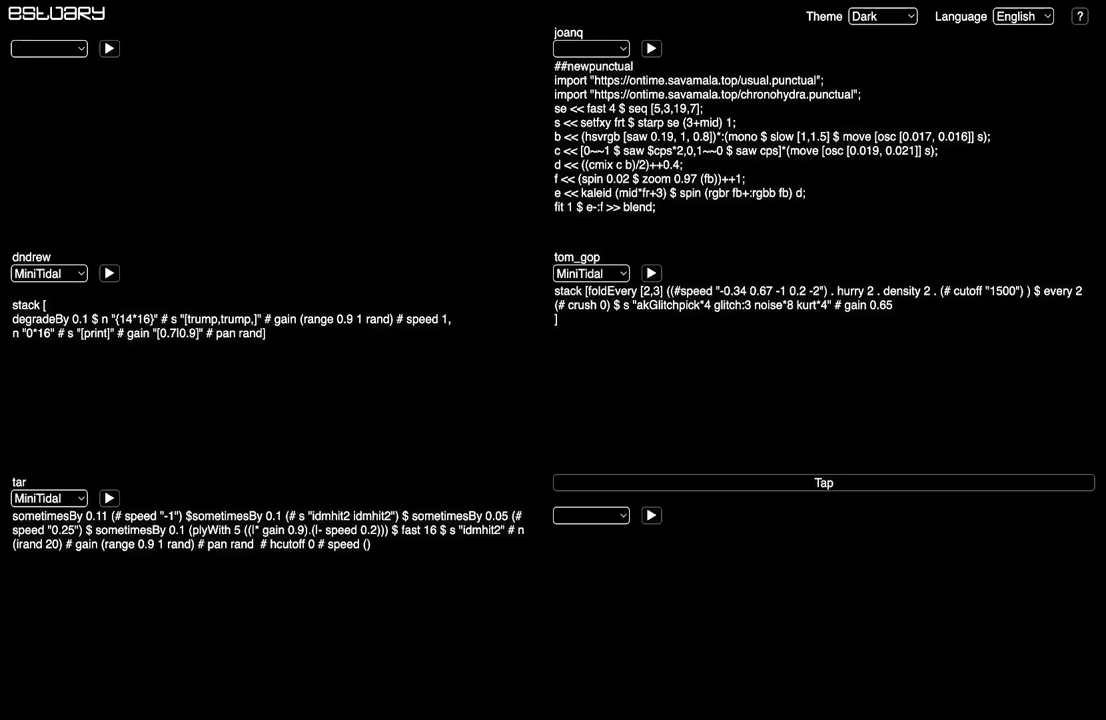 estuary
Theme Dark Language English ?
joanq
##newpunctual
import "https://ontime.savamala.top/usual.punctual";
import "https://ontime.savamala.top/chronohydra.punctual";
se << fast 4 $ seq [5,3,19,7];
s << setfxy frt $ starp se (3+mid) 1;
b << (hsvrgb [saw 0.19, 1, 0.8])*:(mono $ slow [1,1.5] $ move [osc [0.017, 0.016]] s);
c << [0~~1 $ saw $cps*2,0,1~~0 $ saw cps]*(move [osc [0.019, 0.021]] s);
d << ((cmix c b)/2)++0.4;
f << (spin 0.02 $ zoom 0.97 (fb))++1;
e << kaleid (mid*fr+3) $ spin (rgbr fb+:rgbb fb) d;
fit 1 $ e-:f >> blend;
dndrew
MiniTidal
stack [
degradeBy 0.1 $ n "{14*16}" # s "[trump,trump,]" # gain (range 0.9 1 rand) # speed 1,
n "0*16" # s "[print]" # gain "[0.7|0.9]" # pan rand]
tom_gop
MiniTidal
stack [foldEvery [2,3] ((#speed "-0.34 0.67 -1 0.2 -2") . hurry 2 . density 2 . (# cutoff "1500") ) $ every 2
(# crush 0) $ s "akGlitchpick*4 glitch:3 noise*8 kurt*4" # gain 0.65
]
tar
MiniTidal
sometimesBy 0.11 (# speed "-1") $sometimesBy 0.1 (# s "idmhit2 idmhit2") $ sometimesBy 0.05 (#
speed "0.25") $ sometimesBy 0.1 (plyWith 5 ((|* gain 0.9).(|- speed 0.2))) $ fast 16 $ s "idmhit2" # n
(irand 20) # gain (range 0.9 1 rand) # pan rand  # hcutoff 0 # speed ()
Tap